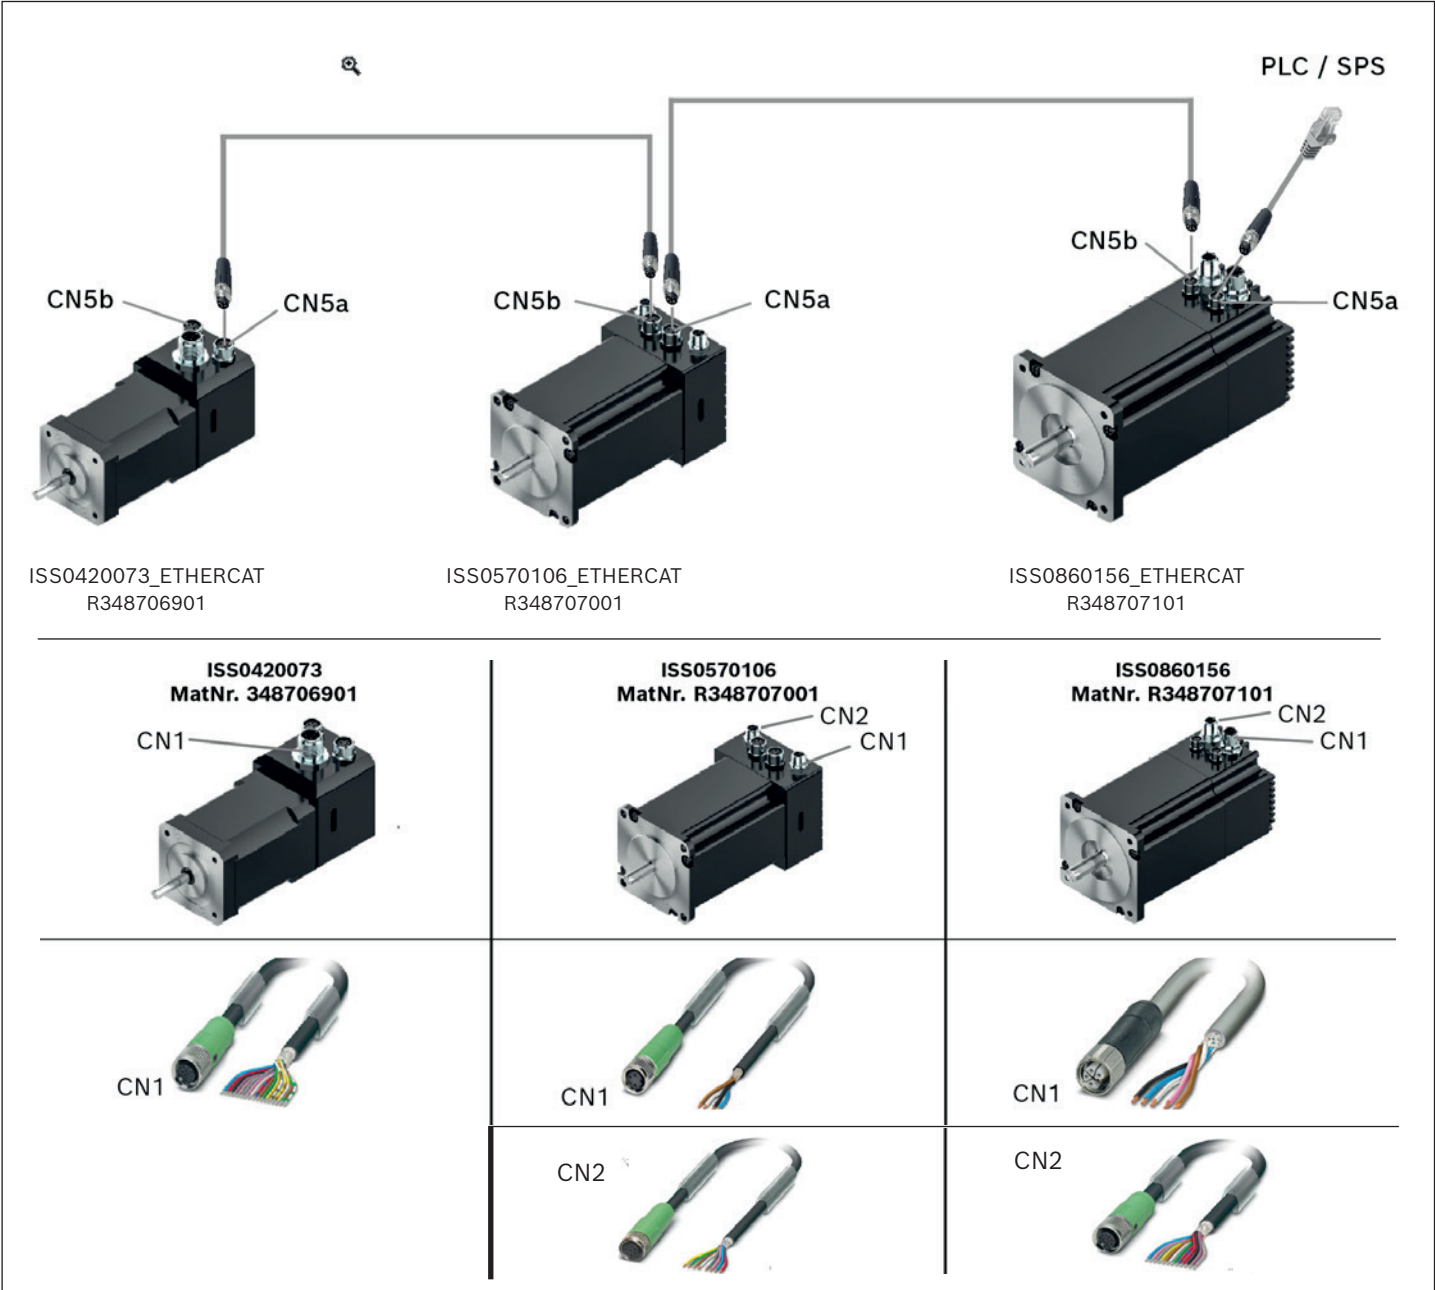 PLC / SPS
CN5b
CN5a
CN5b
CN5a
CN5b
CN5a
ISS0420073_ETHERCAT
R348706901
ISS0570106_ETHERCAT
R348707001
ISS0860156_ETHERCAT
R348707101
ISS0420073
MatNr. 348706901
CN1
ISS0570106
MatNr. R348707001
CN2
CN1
ISS0860156
MatNr. R348707101
CN2
CN1
CN1
CN1
CN1
CN2
CN2